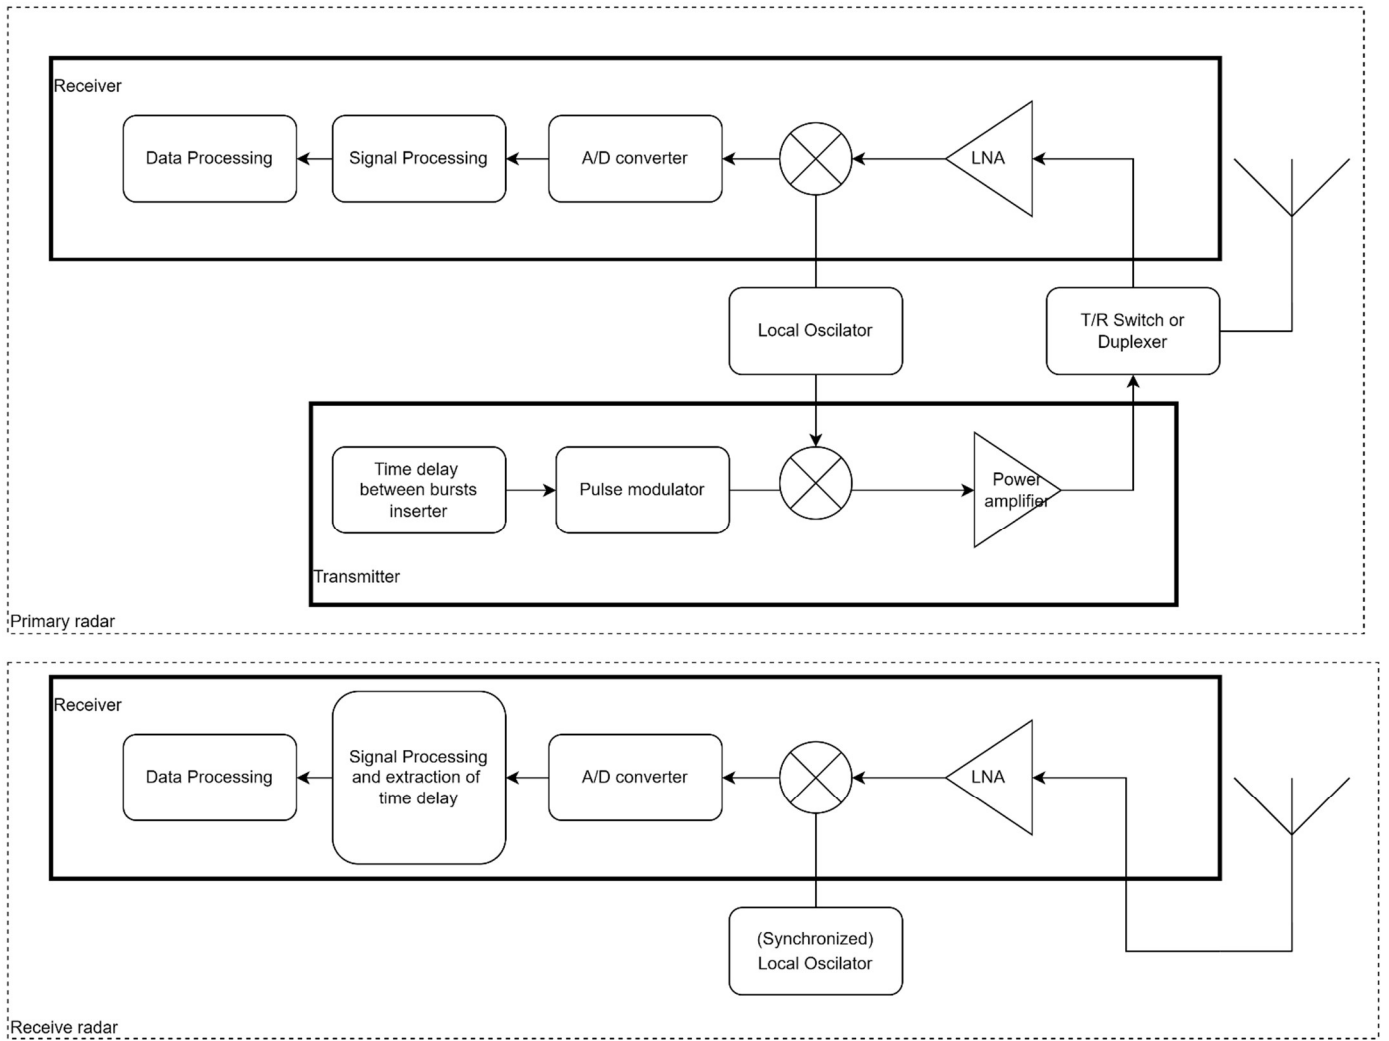 Receiver
Data Processing
Signal Processing
A/D converter
LNA
Local Oscilator
T/R Switch or
Duplexer
Time delay
between bursts
inserter
Pulse modulator
Power
amplifier
Transmitter
Primary radar
Receiver
Data Processing
Signal Processing
and extraction of
time delay
A/D converter
LNA
(Synchronized)
Local Oscilator
Receive radar